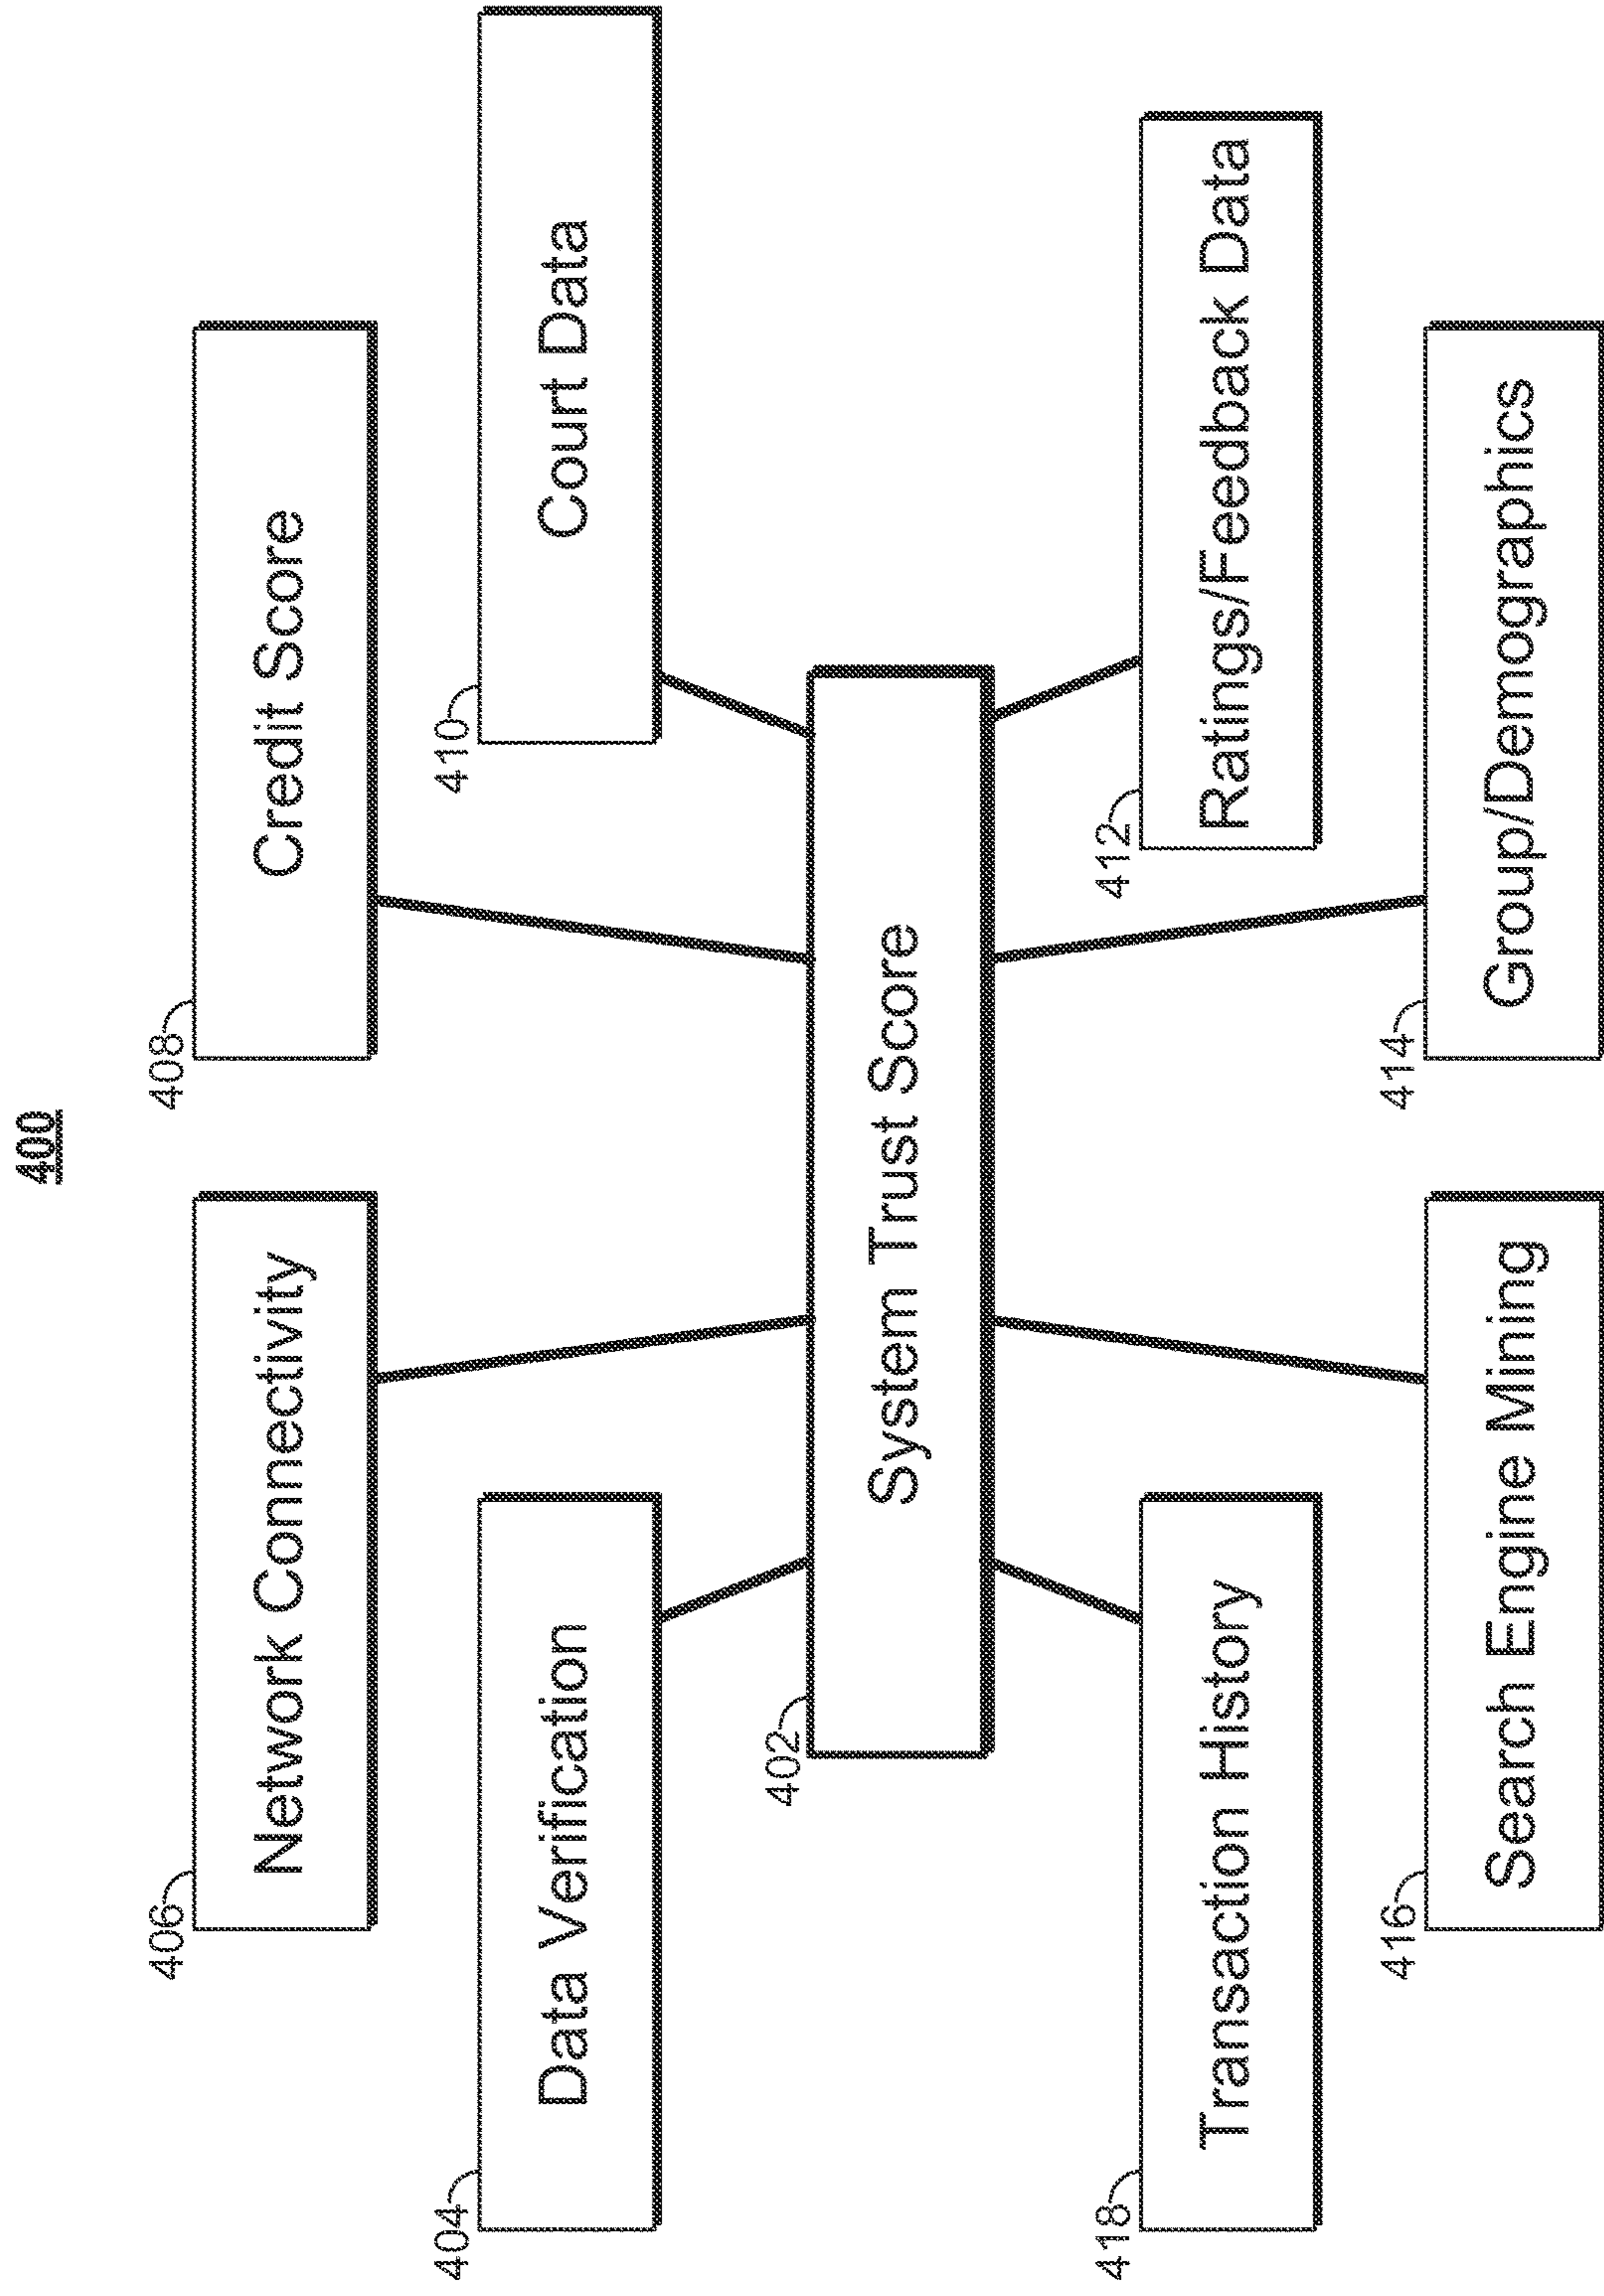 400
406
Network Connectivity
408
Credit Score
404
Data Verification
410
Court Data
402
System Trust Score
418
Transaction History
412
Ratings/Feedback Data
416
Search Engine Mining
414
Group/Demographics